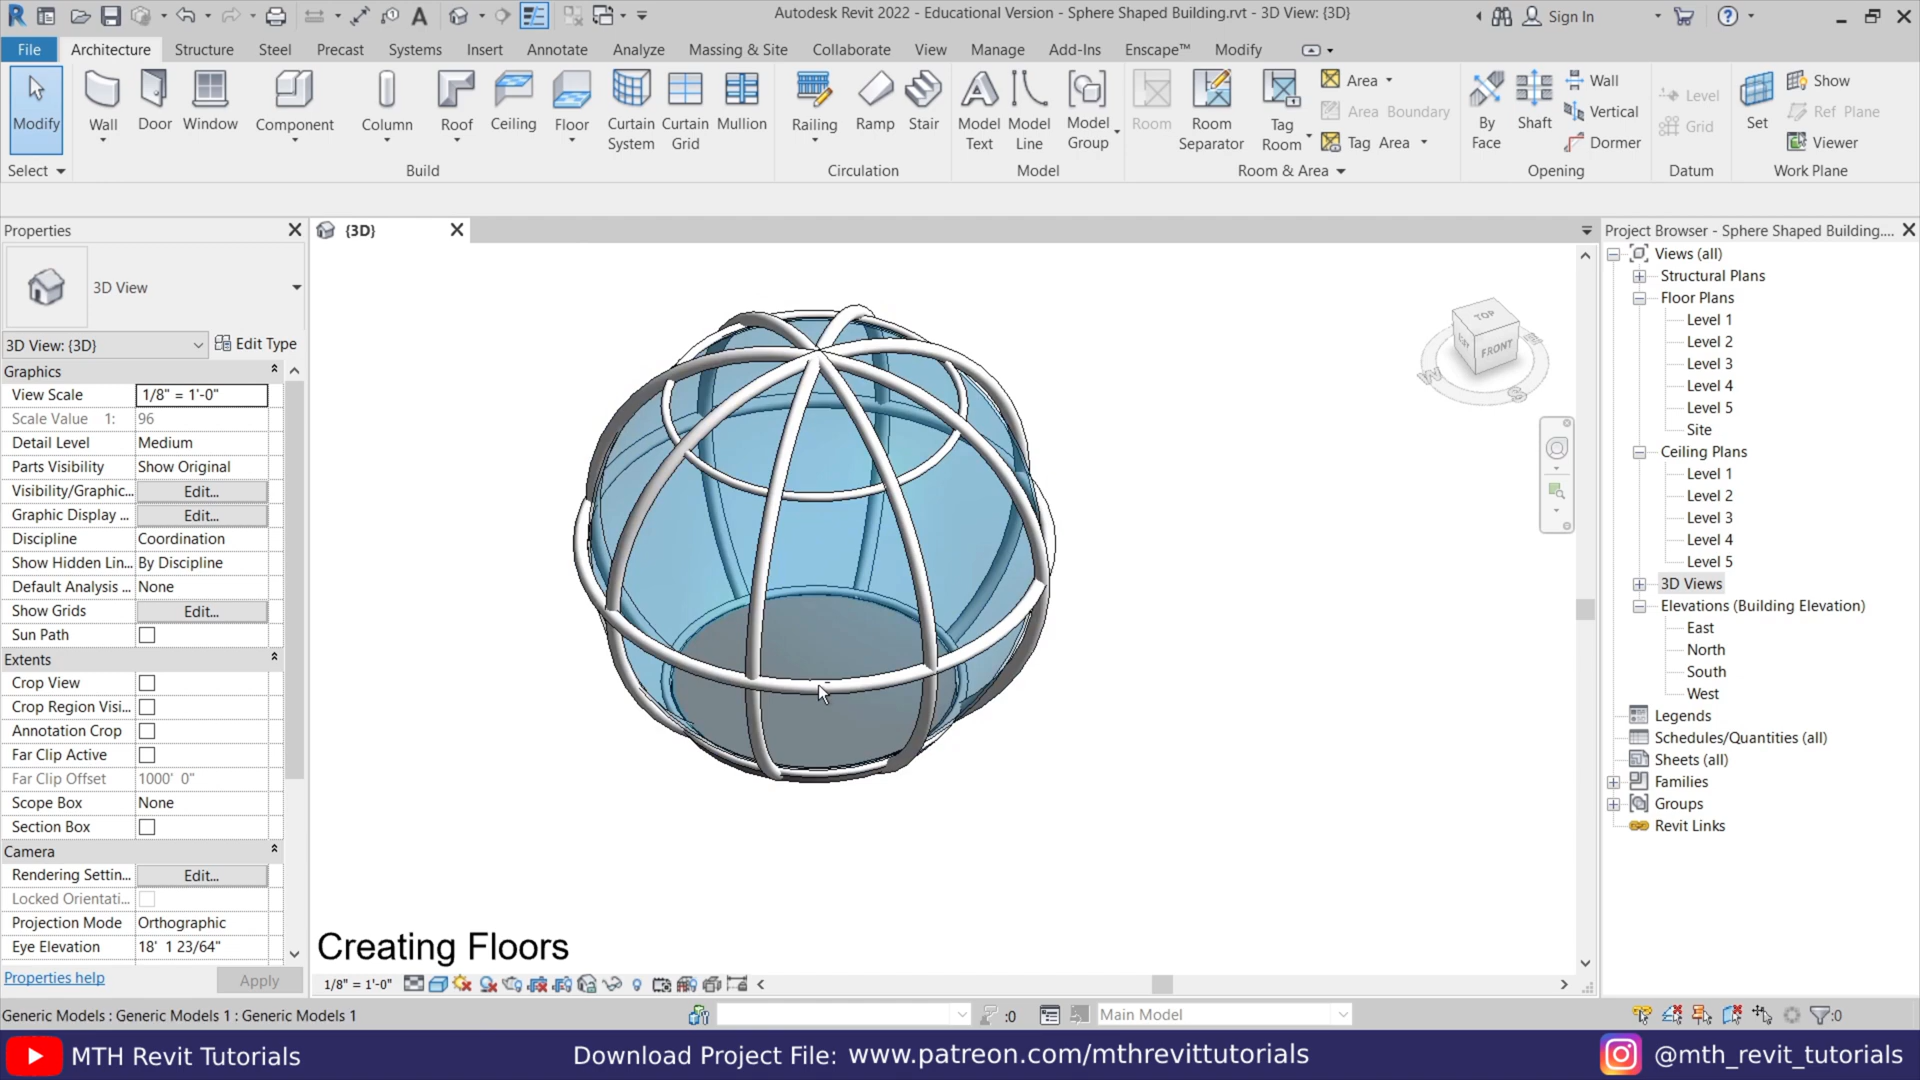 Autodesk Revit 2022 - Educational Version - Sphere Shaped Building.rvt - 3D View: {3D}
Sign In
File Architecture Structure Steel Precast Systems Insert Annotate Analyze Massing & Site Collaborate View Manage Add-Ins Enscape™ Modify
Modify
Wall
Door
Window
Component
Column
Roof
Ceiling
Floor
Curtain System
Curtain Grid
Mullion
Railing
Ramp
Stair
Model Text
Model Line
Model Group
Room
Room Separator
Tag Room
Area
Area Boundary
Tag Area
By Face
Shaft
Wall
Vertical
Dormer
Level
Grid
Set
Show
Ref Plane
Viewer
Select Build Circulation Model Room & Area Opening Datum Work Plane
Properties
3D View
3D View: {3D} Edit Type
Graphics
View Scale 1/8" = 1'-0"
Scale Value 1: 96
Detail Level Medium
Parts Visibility Show Original
Visibility/Graphic... Edit...
Graphic Display ... Edit...
Discipline Coordination
Show Hidden Lin... By Discipline
Default Analysis ... None
Show Grids Edit...
Sun Path
Extents
Crop View
Crop Region Visi...
Annotation Crop
Far Clip Active
Far Clip Offset 1000' 0"
Scope Box None
Section Box
Camera
Rendering Settin... Edit...
Locked Orientati...
Projection Mode Orthographic
Eye Elevation 18' 1 23/64"
Properties help Apply
{3D}
TOP
FRONT
W
S
Creating Floors
1/8" = 1'-0"
Project Browser - Sphere Shaped Building....
Views (all)
Structural Plans
Floor Plans
Level 1
Level 2
Level 3
Level 4
Level 5
Site
Ceiling Plans
Level 1
Level 2
Level 3
Level 4
Level 5
3D Views
Elevations (Building Elevation)
East
North
South
West
Legends
Schedules/Quantities (all)
Sheets (all)
Families
Groups
Revit Links
Generic Models : Generic Models 1 : Generic Models 1
:0
Main Model
:0
MTH Revit Tutorials
Download Project File: www.patreon.com/mthrevittutorials
@mth_revit_tutorials